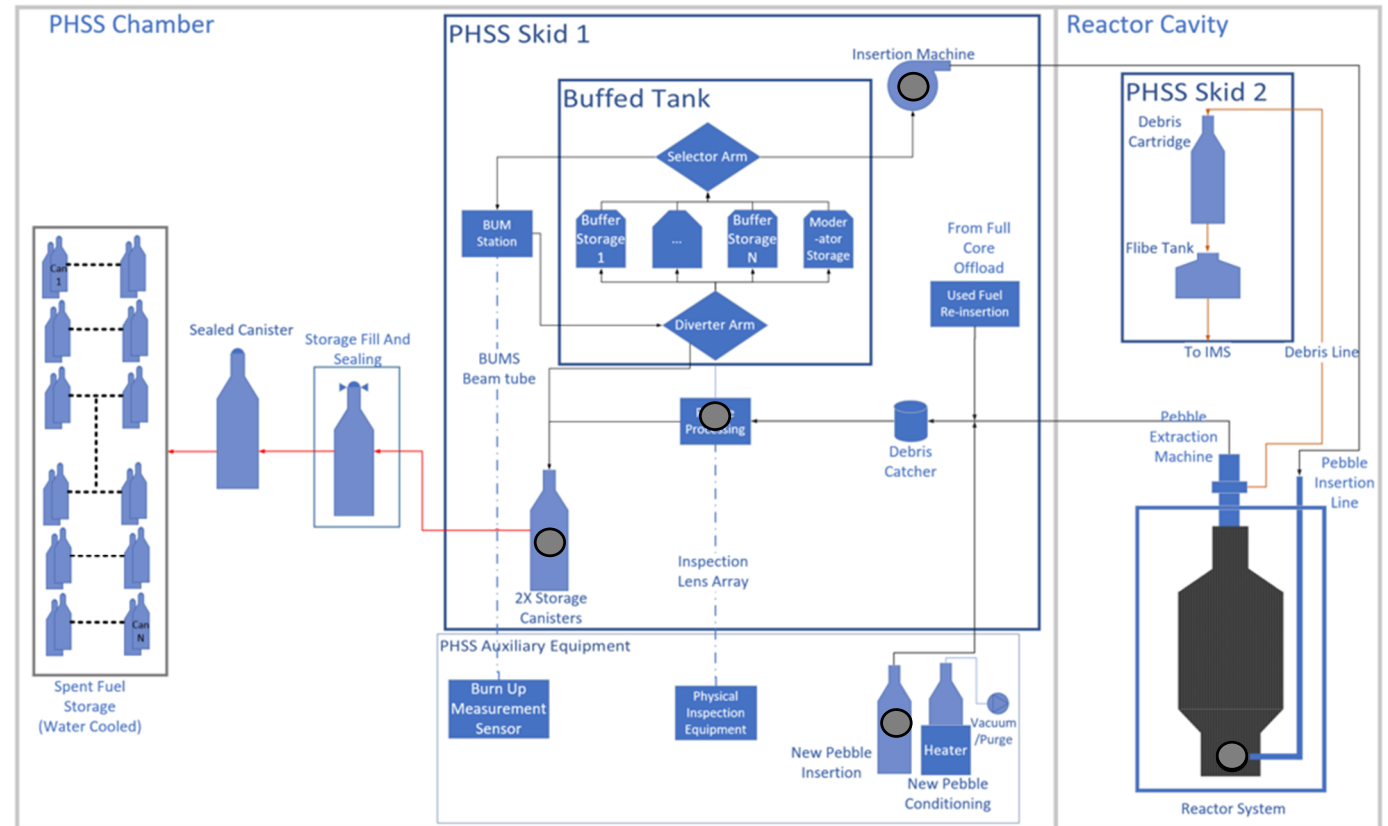 PHSS Chamber
PHSS Skid 1
Reactor Cavity
Insertion Machine
PHSS Skid 2
Buffed Tank
Debris
Cartridge
Selector Arm
BUM
Station
Buffer
Storage
1
...
Buffer
Storage
N
Moder
-ator
Storage
From Full
Core
Offload
Used Fuel
Re-insertion
Flibe Tank
To IMS
Debris Line
Can
1
Sealed Canister
Storage Fill And
Sealing
Diverter Arm
BUMS
Beam tube
Processing
Debris
Catcher
Pebble
Extraction
Machine
Pebble
Insertion
Line
Inspection
Lens Array
2X Storage
Canisters
Can
N
Spent Fuel
Storage
(Water Cooled)
PHSS Auxiliary Equipment
Burn Up
Measurement
Sensor
Physical
Inspection
Equipment
New Pebble
Insertion
Heater
Vacuum
/Purge
New Pebble
Conditioning
Reactor System